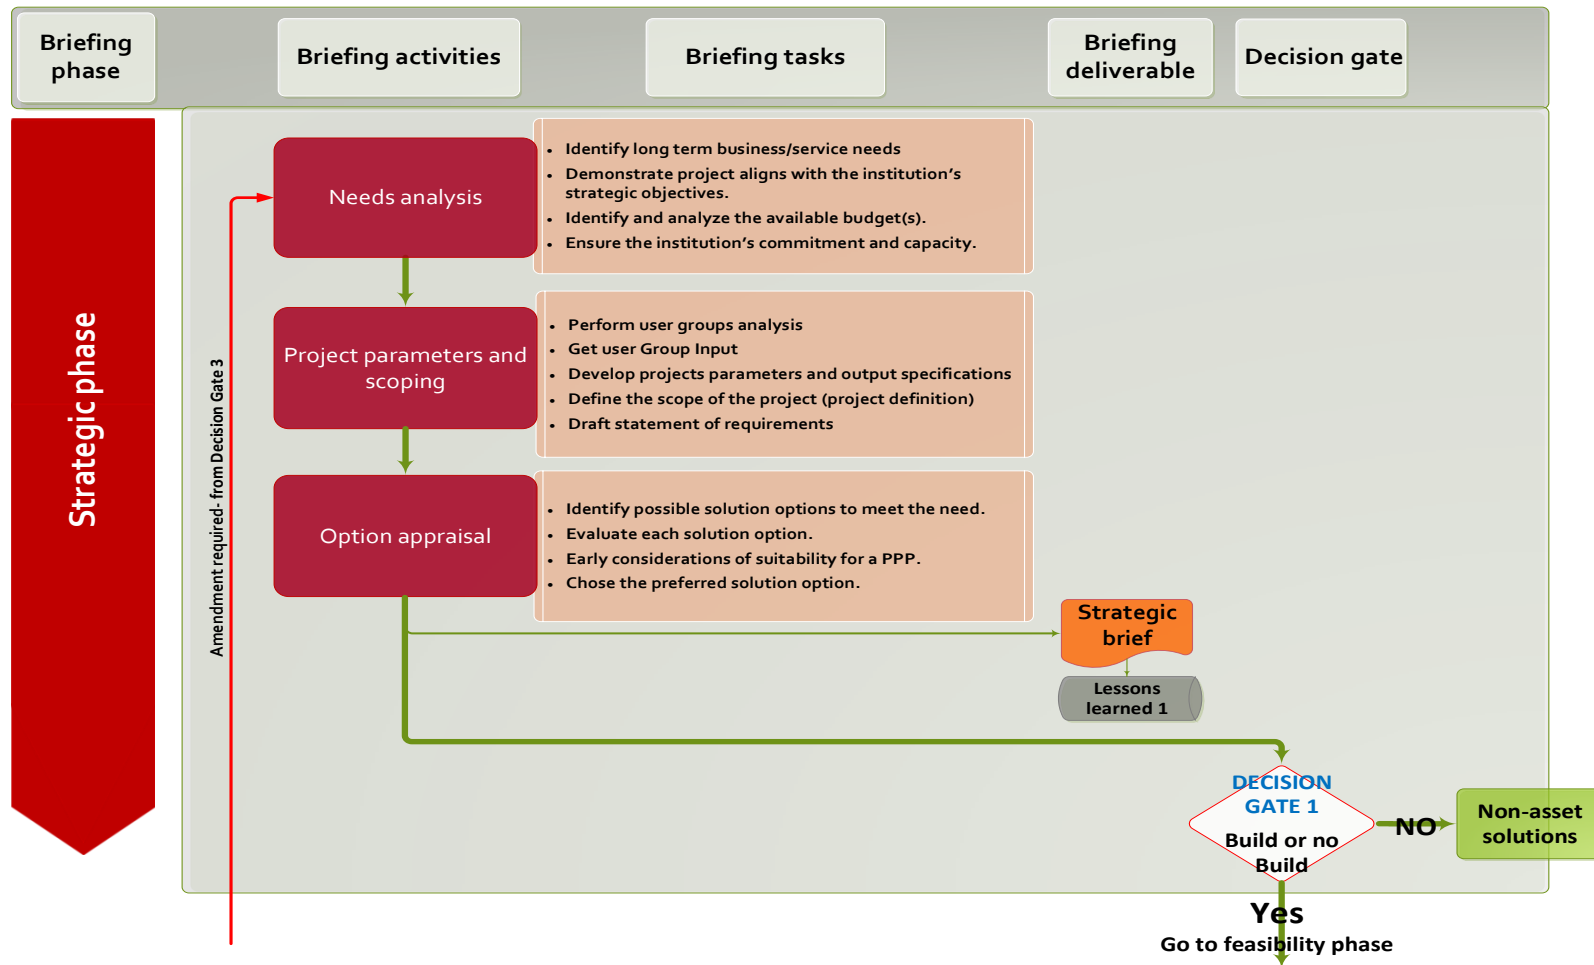 Briefing
phase
Briefing activities
Briefing tasks
Briefing
deliverable
Decision gate
Strategic phase
Amendment required- from Decision Gate 3
Needs analysis
• Identify long term business/service needs
• Demonstrate project aligns with the institution’s
strategic objectives.
• Identify and analyze the available budget(s).
• Ensure the institution’s commitment and capacity.
Project parameters and
scoping
• Perform user groups analysis
• Get user Group Input
• Develop projects parameters and output specifications
• Define the scope of the project (project definition)
• Draft statement of requirements
Option appraisal
• Identify possible solution options to meet the need.
• Evaluate each solution option.
• Early considerations of suitability for a PPP.
• Chose the preferred solution option.
Strategic
brief
Lessons
learned 1
DECISION
GATE 1
Build or no
Build
NO
Non-asset
solutions
Yes
Go to feasibility phase